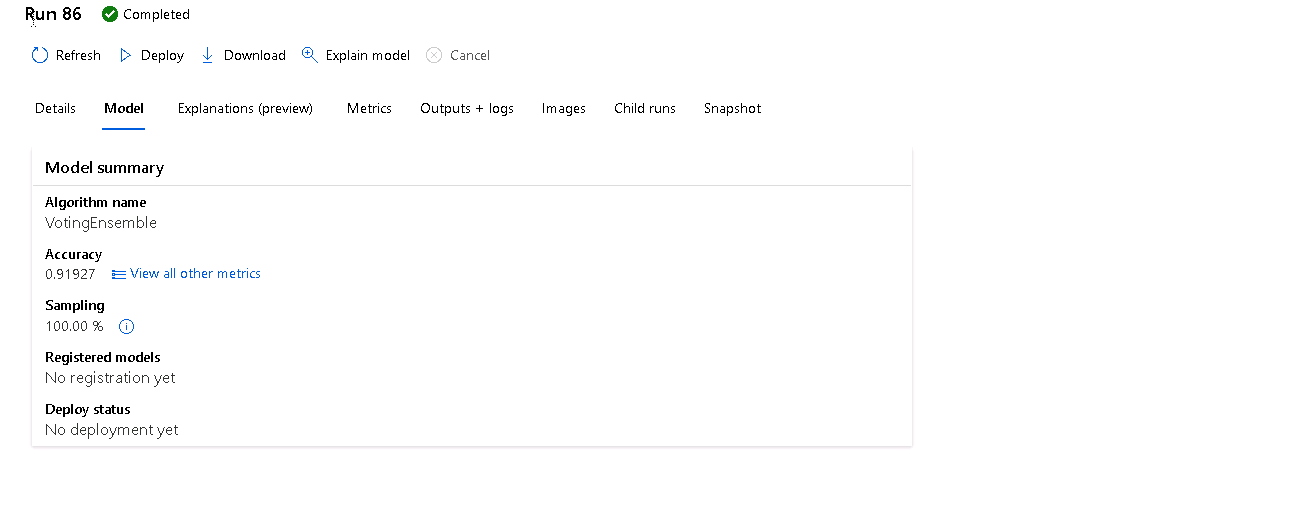 Run 86 Completed
Refresh Deploy Download Explain model Cancel
Details Model Explanations (preview) Metrics Outputs + logs Images Child runs Snapshot
Model summary
Algorithm name
VotingEnsemble
Accuracy
0.91927 View all other metrics
Sampling
100.00 %
Registered models
No registration yet
Deploy status
No deployment yet